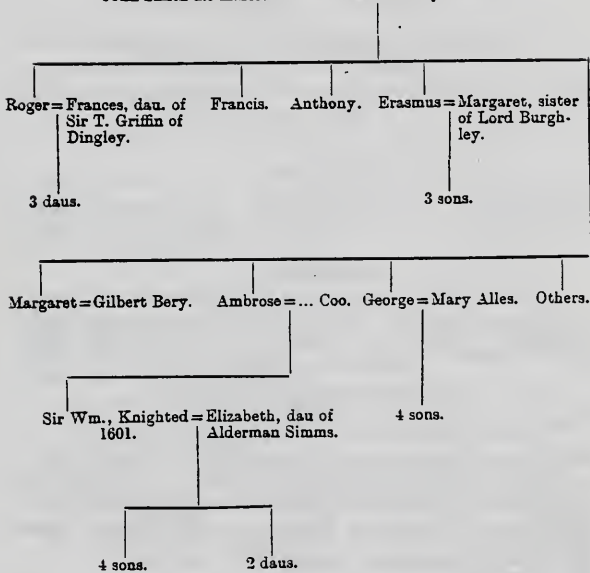 Roger=Frances, dau. of Francis. Anthony. Erasmus=Margaret, sister
Sir T. Griffin of of Lord Burgh-
Dingley. ley.
3 daus. 3 sons.
Margaret=Gilbert Bery. Ambrose=... Coo. George=Mary Alles. Others.
Sir Wm., Knighted=Elizabeth, dau of 4 sons.
1601. Alderman Simms.
4 sons. 2 daus.